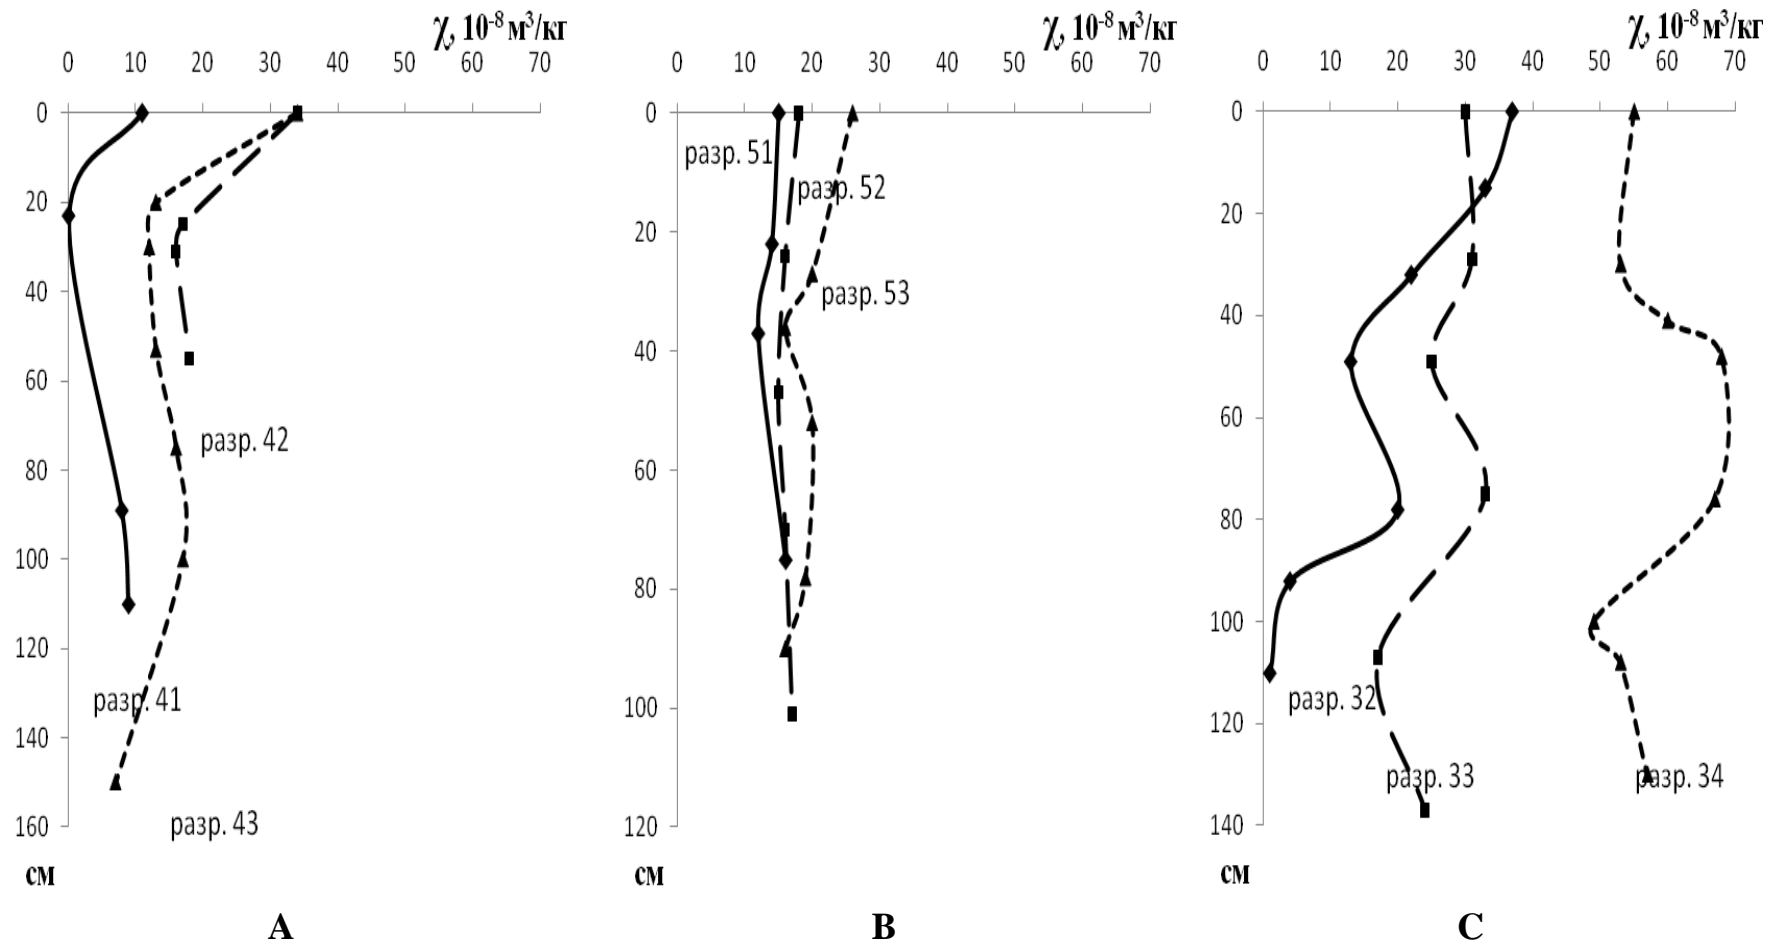 χ, 10⁻⁸ м³/кг
0 10 20 30 40 50 60 70
0
20
40
60
80
100
120
140
160
разр. 42
разр. 41
разр. 43
см
A
χ, 10⁻⁸ м³/кг
0 10 20 30 40 50 60 70
0
20
40
60
80
100
120
разр. 51
разр. 52
разр. 53
см
B
χ, 10⁻⁸ м³/кг
0 10 20 30 40 50 60 70
0
20
40
60
80
100
120
140
разр. 32
разр. 33
разр. 34
см
C